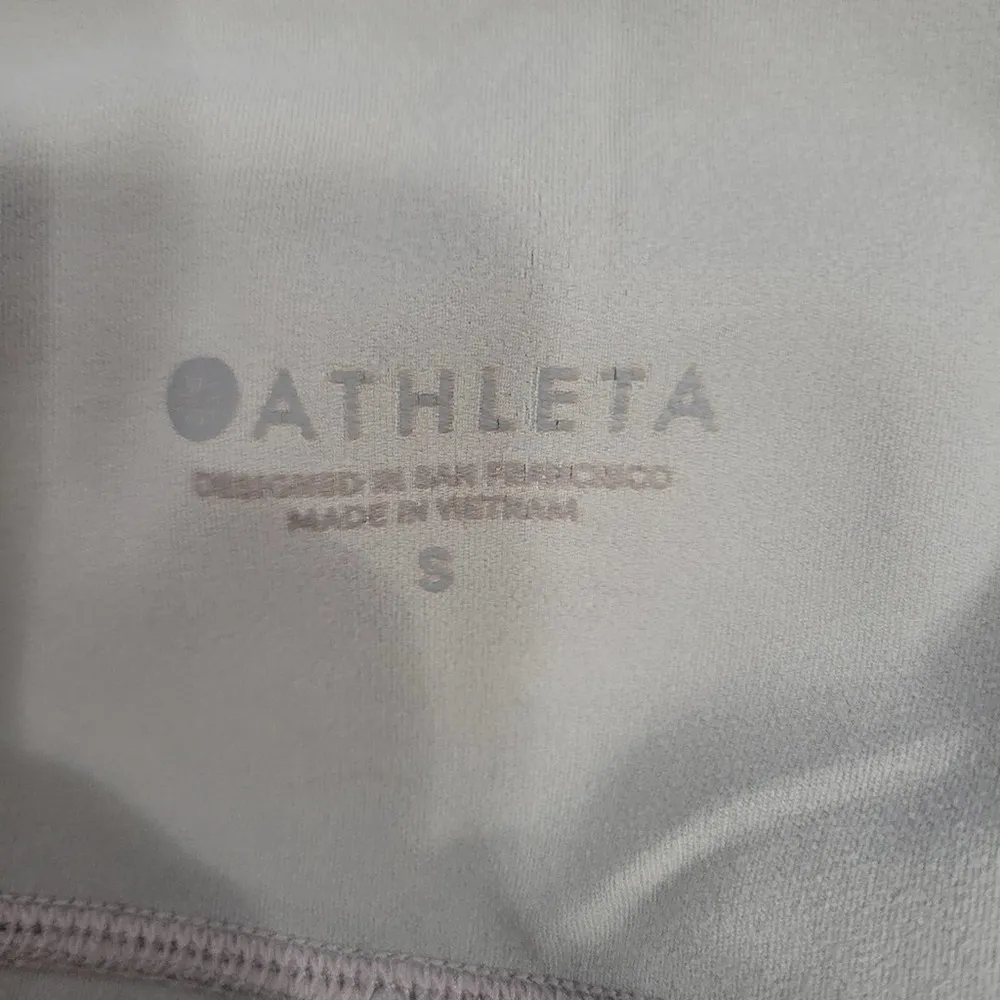 ATHLETA
DESIGNED IN SAN FRANCISCO
MADE IN VIETNAM
S